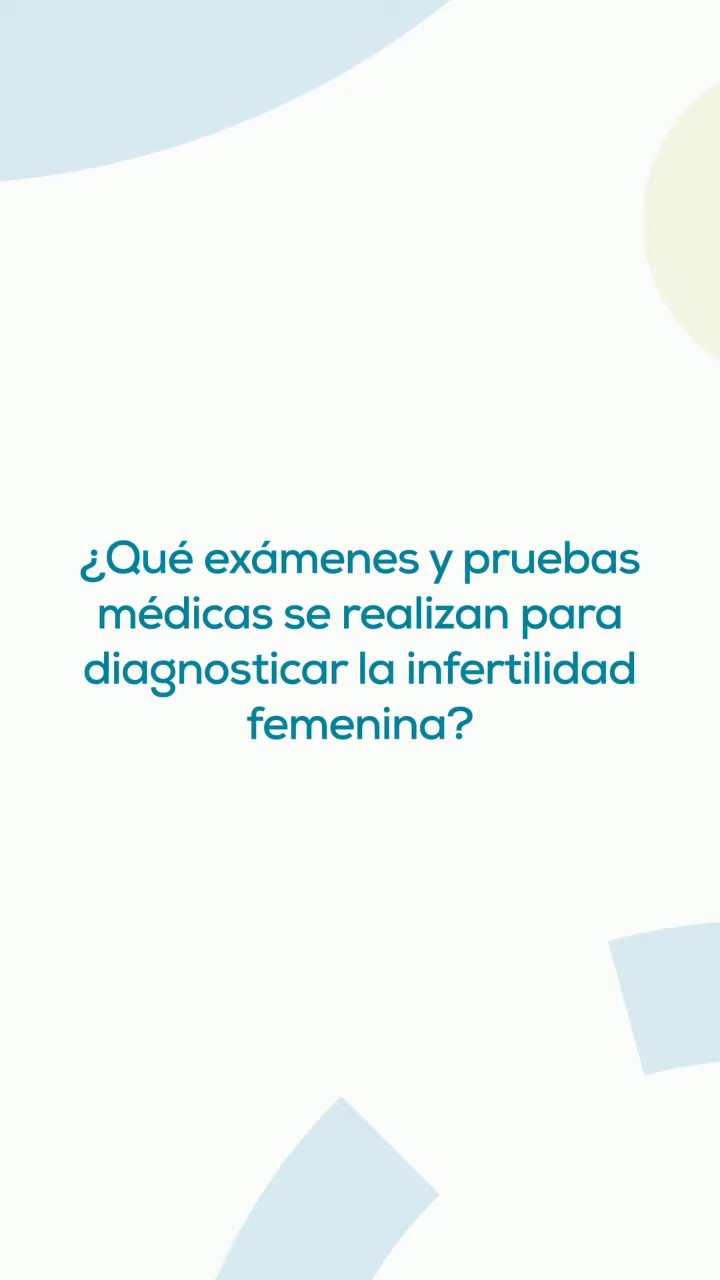 ¿Qué exámenes y pruebas
médicas se realizan para
diagnosticar la infertilidad
femenina?